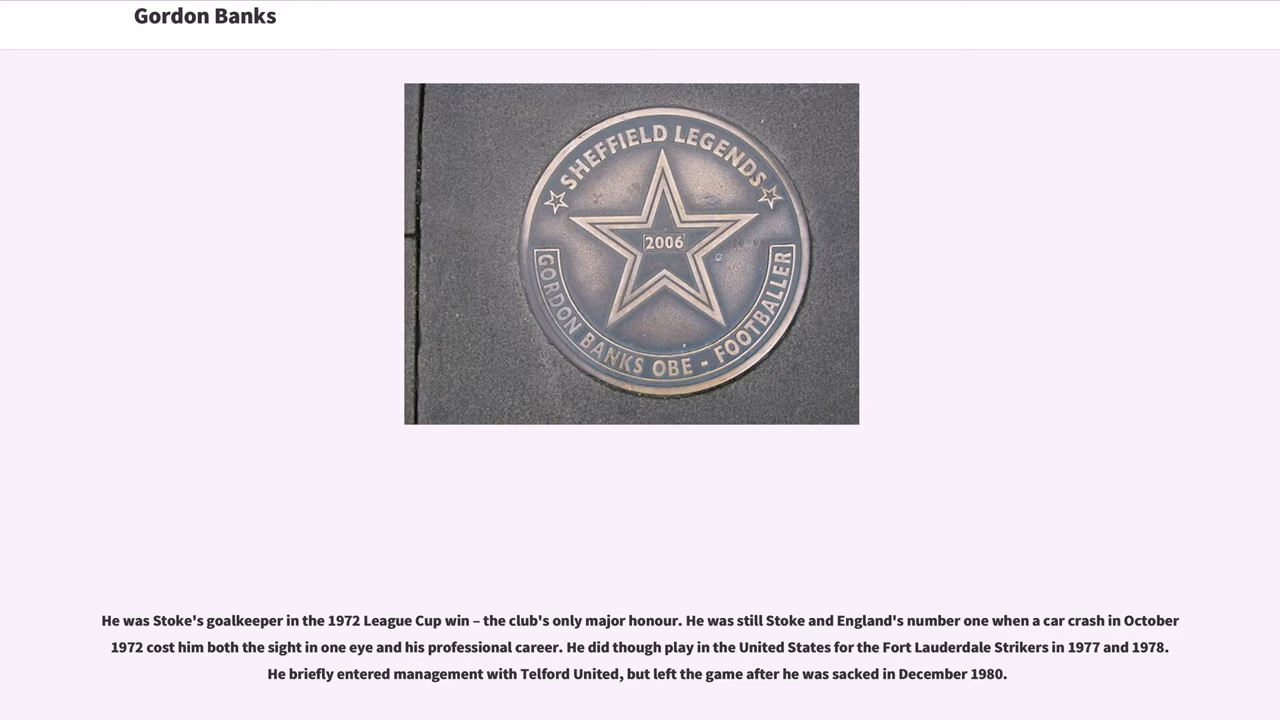 Gordon Banks
SHEFFIELD LEGENDS
2006
GORDON BANKS OBE - FOOTBALLER
He was Stoke's goalkeeper in the 1972 League Cup win – the club's only major honour. He was still Stoke and England's number one when a car crash in October
1972 cost him both the sight in one eye and his professional career. He did though play in the United States for the Fort Lauderdale Strikers in 1977 and 1978.
He briefly entered management with Telford United, but left the game after he was sacked in December 1980.